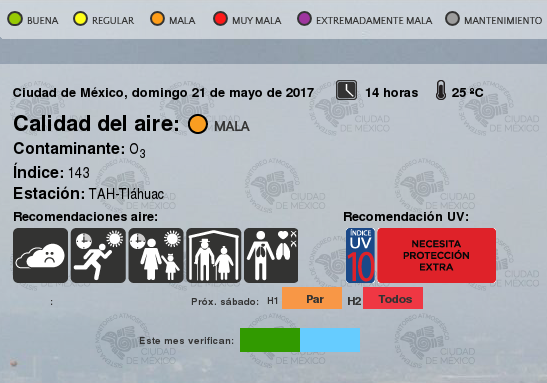 BUENA REGULAR MALA MUY MALA EXTREMADAMENTE MALA MANTENIMIENTO
Ciudad de México, domingo 21 de mayo de 2017 14 horas 25 ºC
Calidad del aire: MALA
Contaminante: O3
Índice: 143
Estación: TAH-Tláhuac
Recomendaciones aire: Recomendación UV:
ÍNDICE
UV
10
NECESITA
PROTECCIÓN
EXTRA
: Próx. sábado: H1 Par H2 Todos
Este mes verifican:
CIUDAD
DE MÉXICO